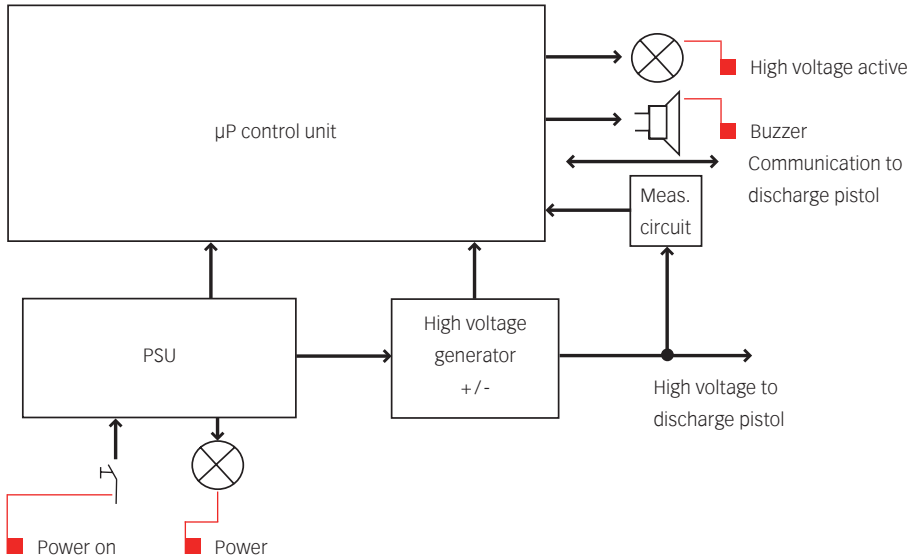 µP control unit
High voltage active
Buzzer
Communication to
discharge pistol
Meas.
circuit
PSU
High voltage
generator
+/-
High voltage to
discharge pistol
Power on
Power